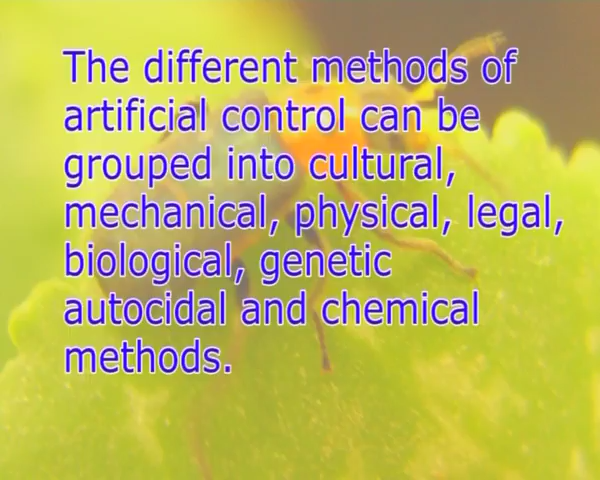 The different methods of
artificial control can be
grouped into cultural,
mechanical, physical, legal,
biological, genetic
autocidal and chemical
methods.